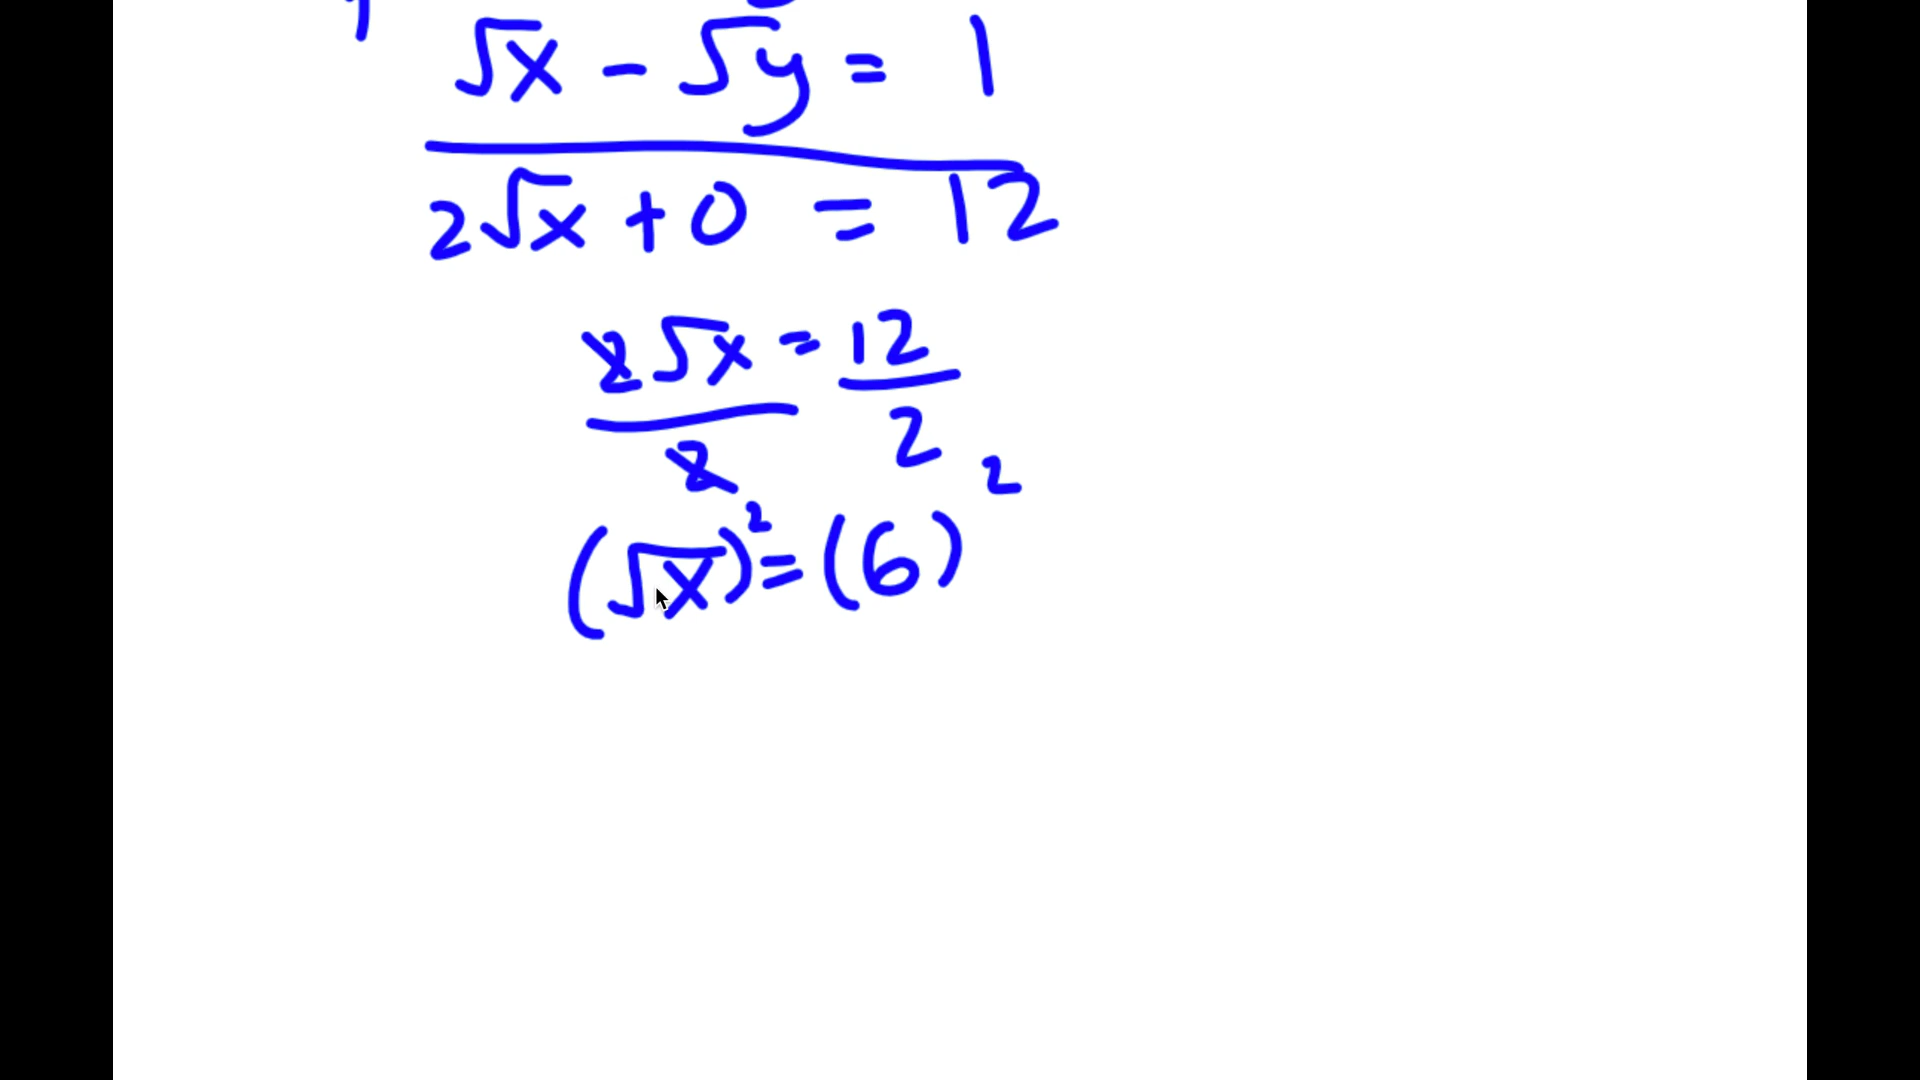 √x - √y = 1
2√x + 0 = 12
2√x = 12
2 2
(√x)² = (6)²